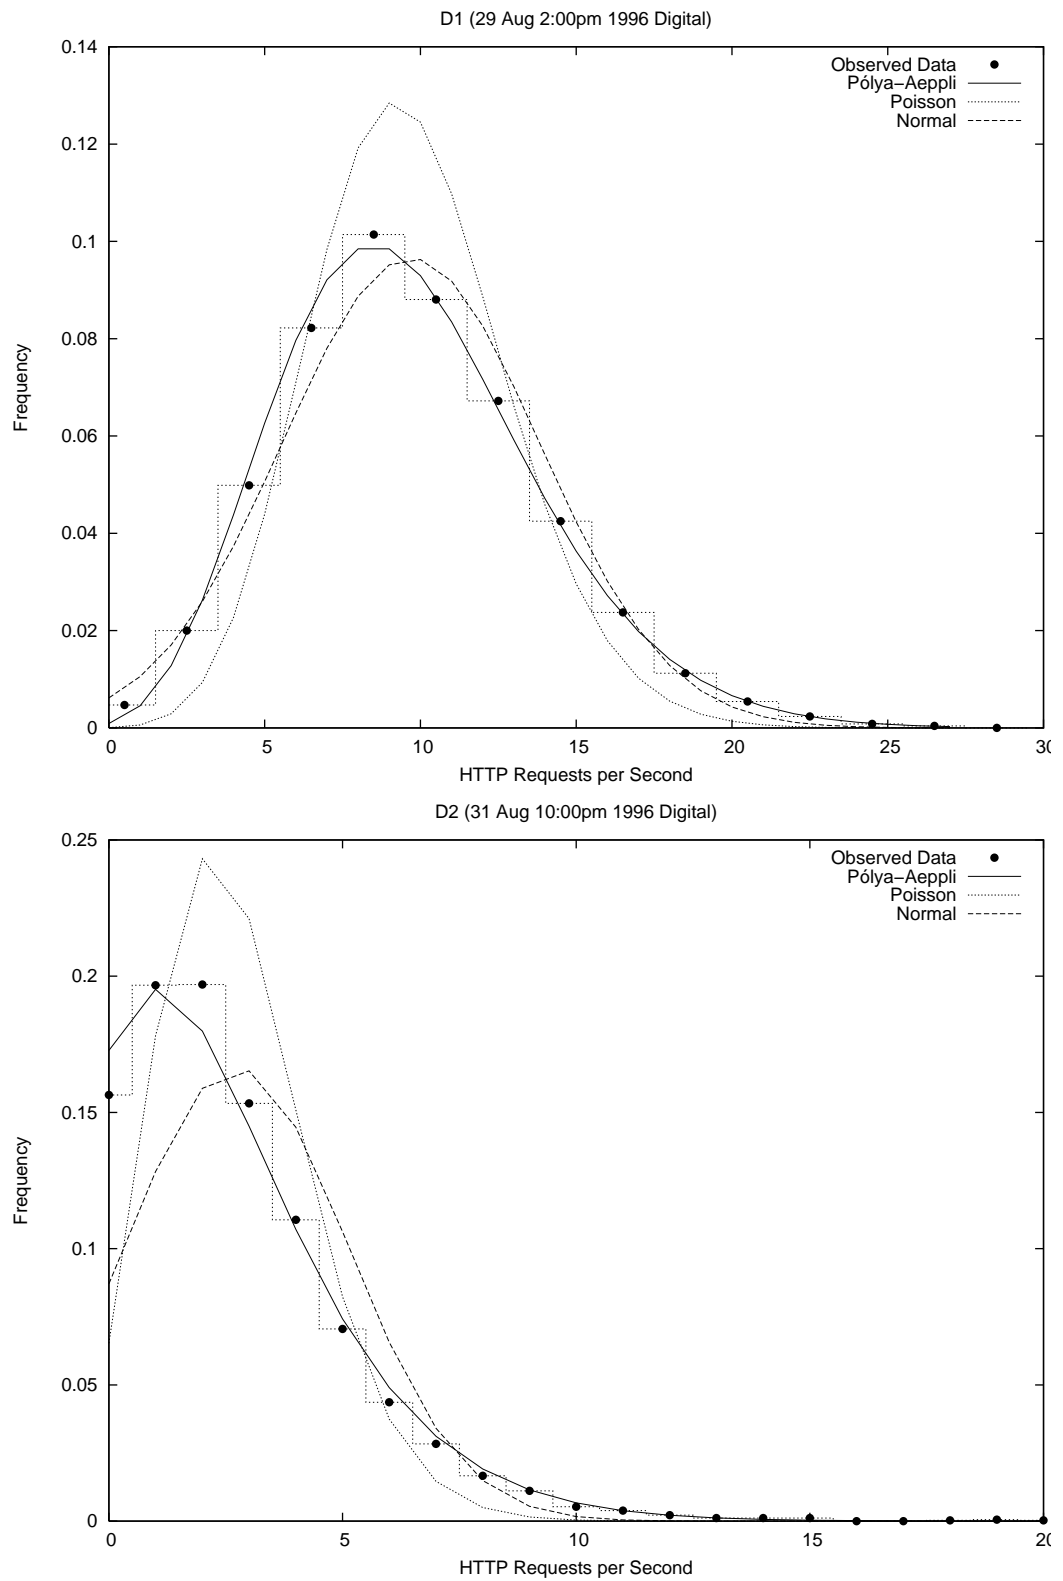 D1 (29 Aug 2:00pm 1996 Digital)
0.14
0.12
0.1
0.08
0.06
0.04
0.02
0
Frequency
Observed Data
Pólya−Aeppli
Poisson
Normal
0 5 10 15 20 25 30
HTTP Requests per Second
D2 (31 Aug 10:00pm 1996 Digital)
0.25
0.2
0.15
0.1
0.05
0
Frequency
Observed Data
Pólya−Aeppli
Poisson
Normal
0 5 10 15 20
HTTP Requests per Second